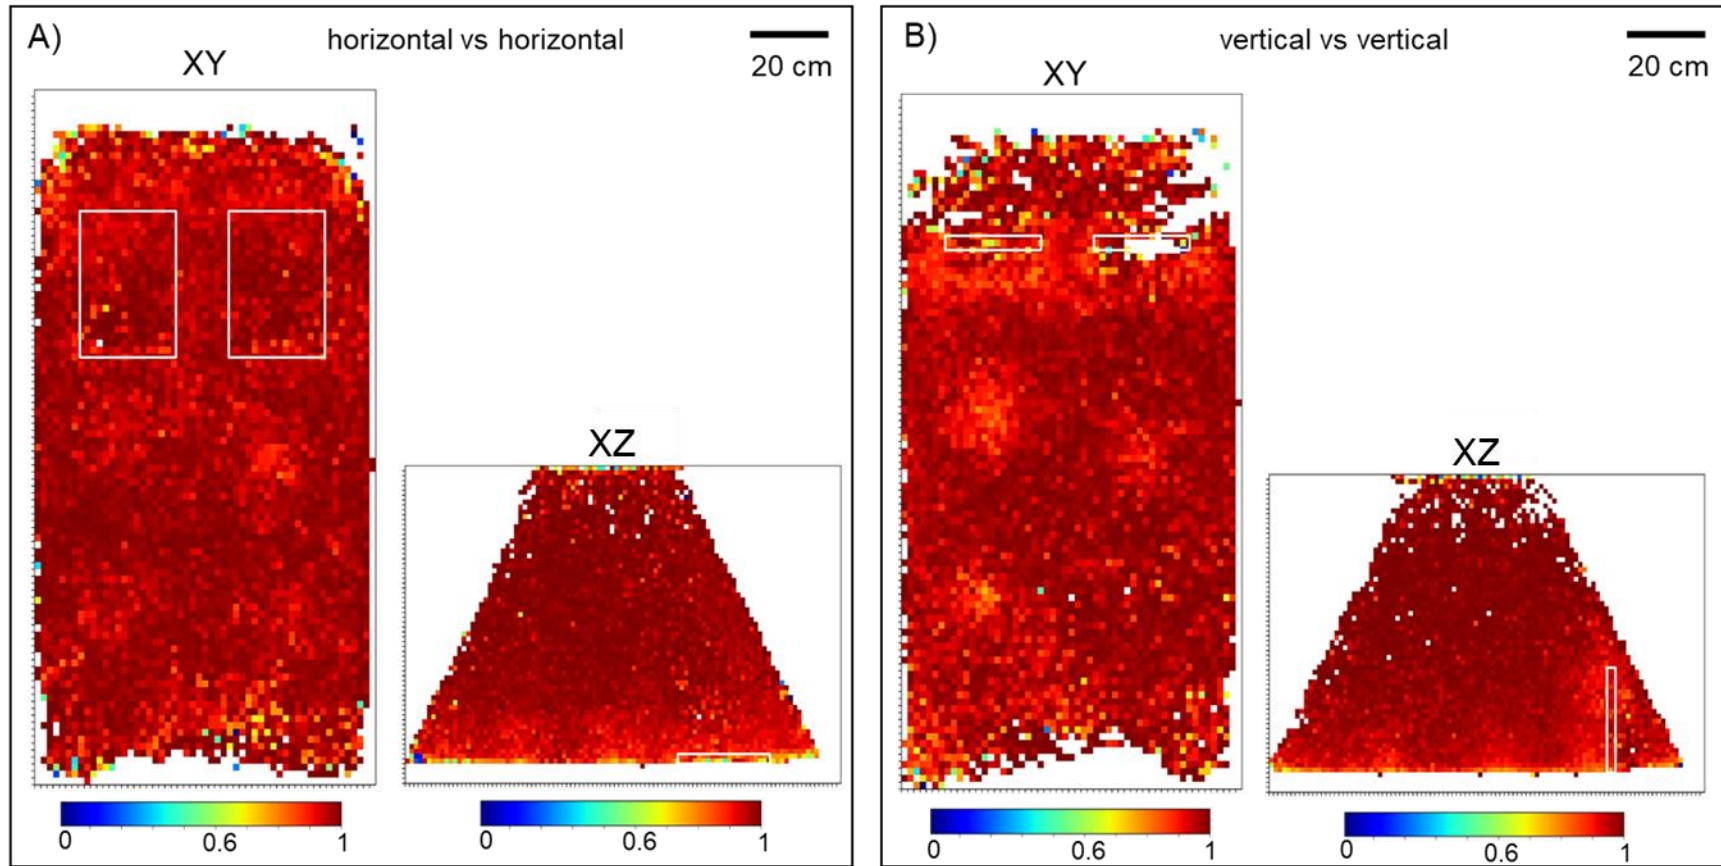 A)
horizontal vs horizontal
20 cm
XY
XZ
0 0.6 1
0 0.6 1
B)
vertical vs vertical
20 cm
XY
XZ
0 0.6 1
0 0.6 1